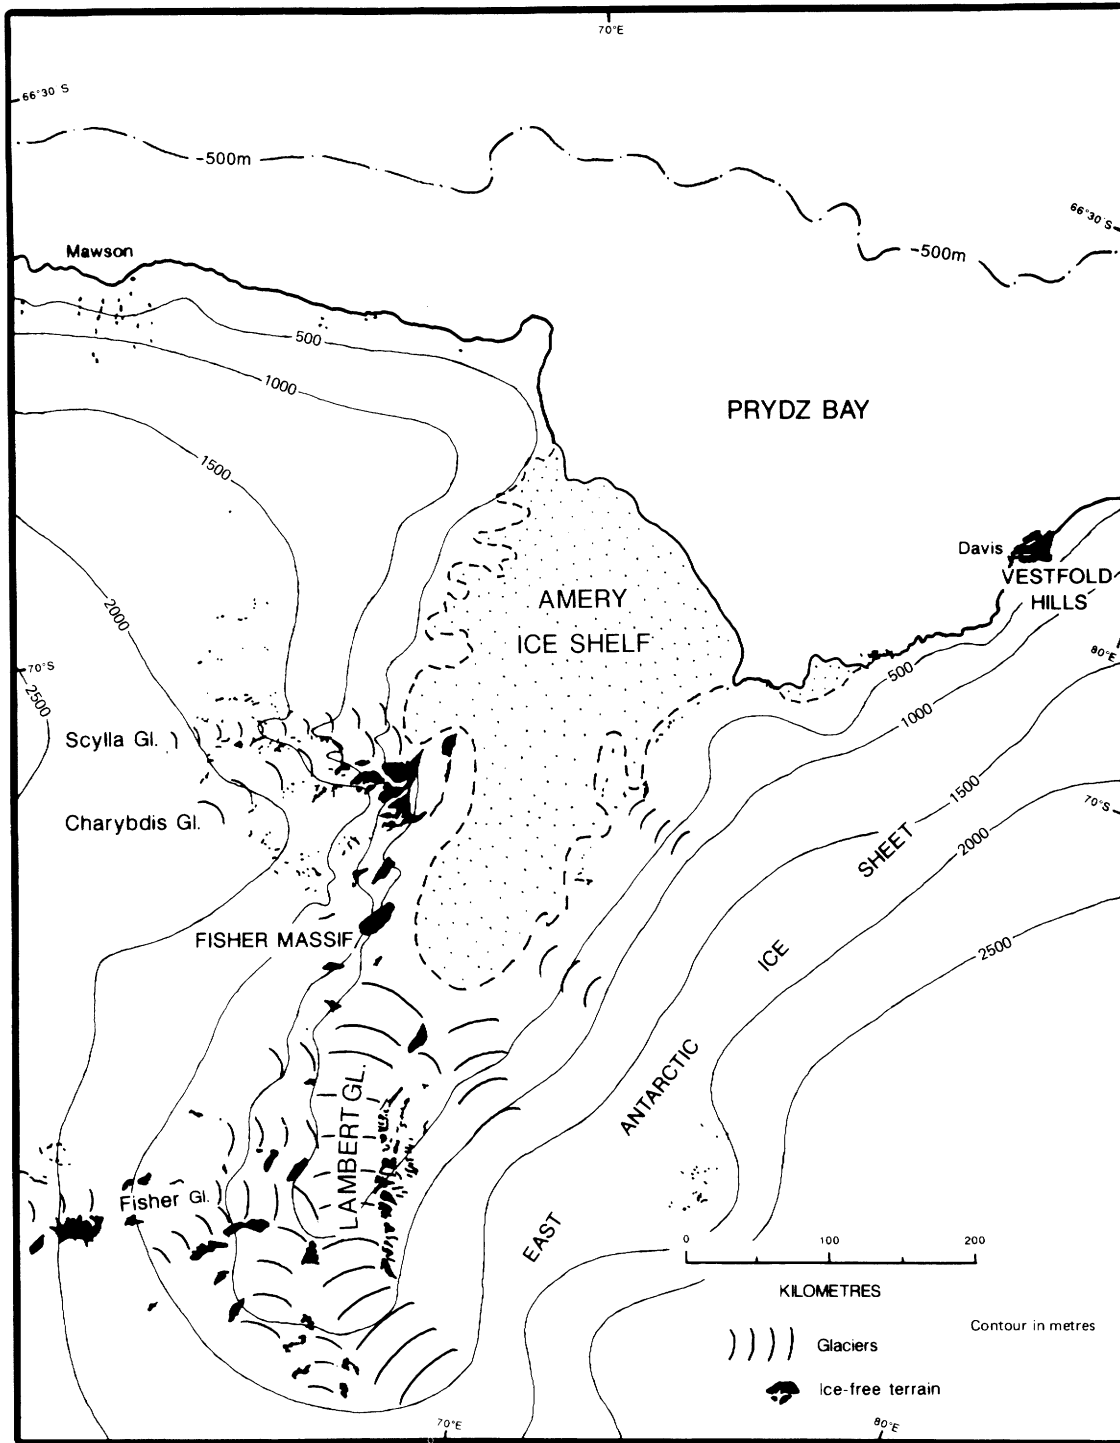 70°E
66°30 S
-500m
66°30 S
-500m
Mawson
500
1000
PRYDZ BAY
1500
Davis
VESTFOLD
HILLS
AMERY
ICE SHELF
2000
80°E
70°S
500
2500
1000
Scylla Gl.
1500
70°S
Charybdis Gl.
SHEET
2000
FISHER MASSIF
ICE
2500
ANTARCTIC
LAMBERT GL.
Fisher Gl.
EAST
0 100 200
KILOMETRES
Contour in metres
Glaciers
Ice-free terrain
70°E
80°E